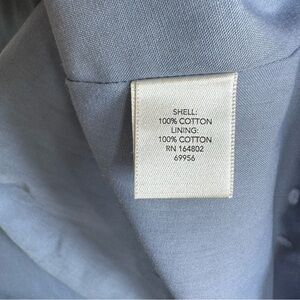 SHELL:
100% COTTON
LINING:
100% COTTON
RN 164802
69956